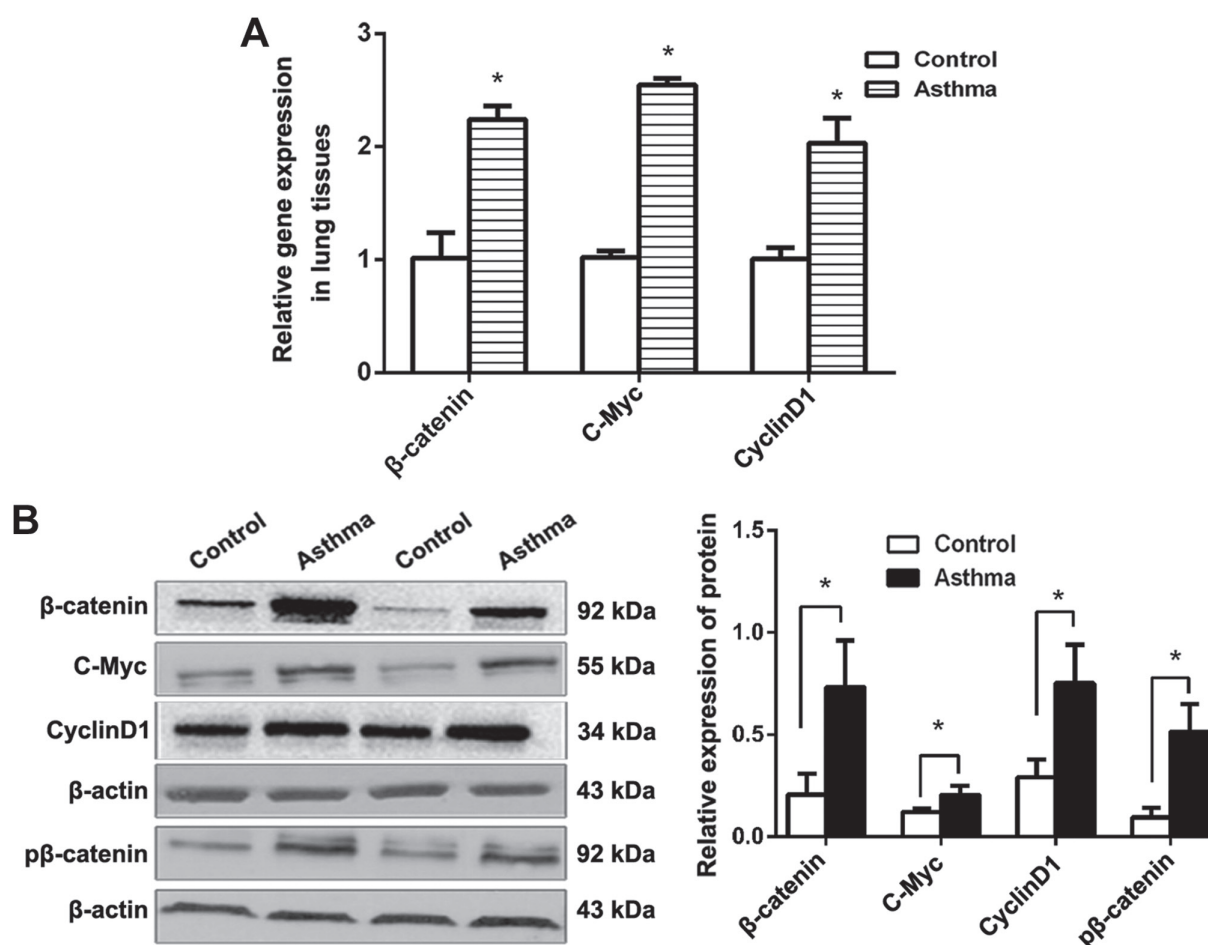 A
Relative gene expression
in lung tissues
3
2
1
0
*
*
*
Control
Asthma
β-catenin
C-Myc
CyclinD1
B
Control
Asthma
Control
Asthma
β-catenin
92 kDa
C-Myc
55 kDa
CyclinD1
34 kDa
β-actin
43 kDa
pβ-catenin
92 kDa
β-actin
43 kDa
Relative expression of protein
1.5
1.0
0.5
0.0
Control
Asthma
*
*
*
*
β-catenin
C-Myc
CyclinD1
pβ-catenin